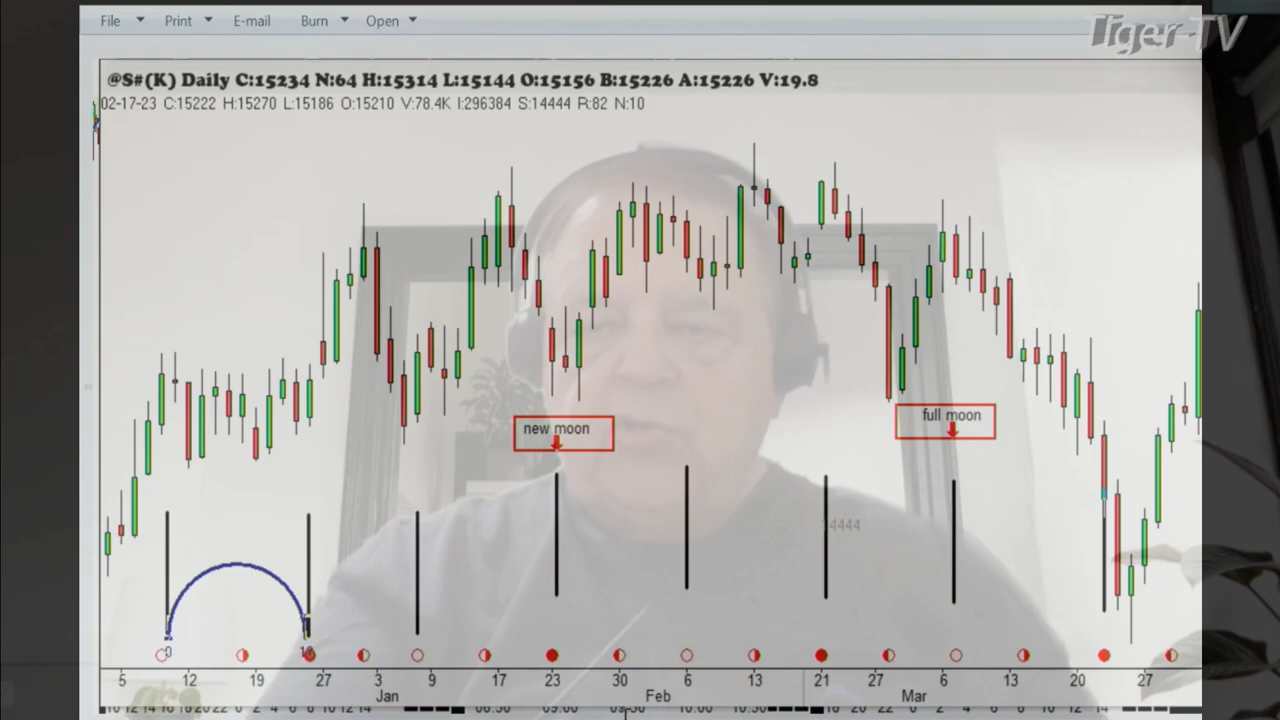 File Print E-mail Burn Open
Tiger-TV
@S#(K) Daily C:15234 N:64 H:15314 L:15144 O:15156 B:15226 A:15226 V:19.8
02-17-23 C:15222 H:15270 L:15186 O:15210 V:78.4K I:296384 S:14444 R:82 N:10
full moon
new moon
14444
0
5 12 19 27 3 9 17 23 30 6 13 21 27 6 13 20 27
Jan Feb Mar